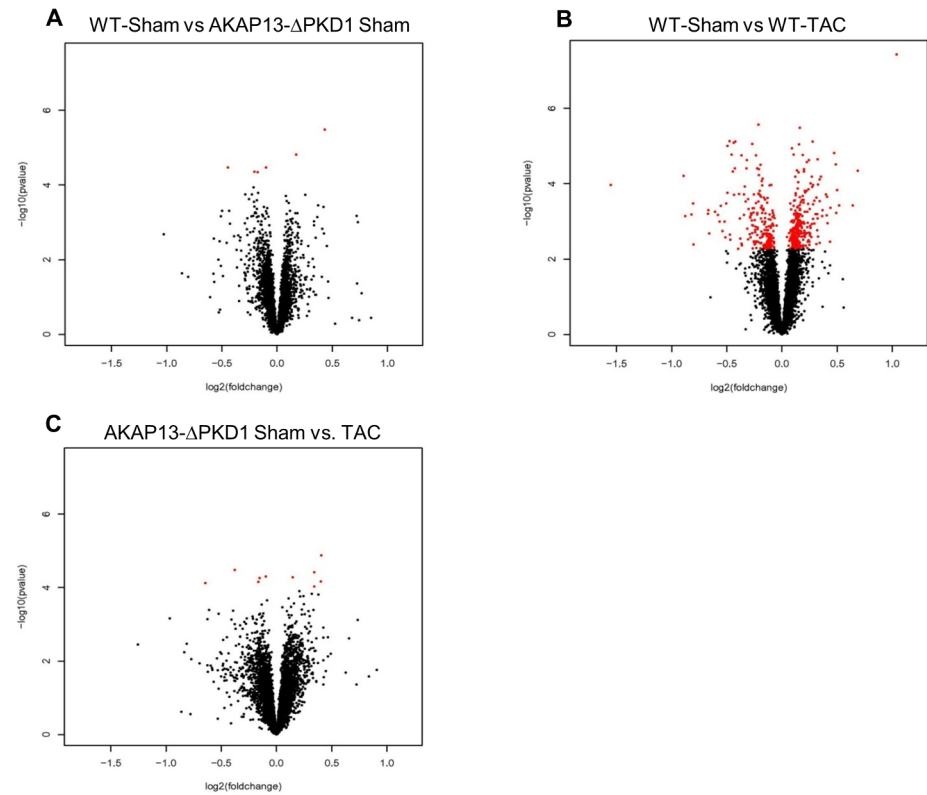 A
WT-Sham vs AKAP13-ΔPKD1 Sham
6
4
2
0
−log10(pvalue)
−1.5 −1.0 −0.5 0.0 0.5 1.0
log2(foldchange)
B
WT-Sham vs WT-TAC
6
4
2
0
−log10(pvalue)
−1.5 −1.0 −0.5 0.0 0.5 1.0
log2(foldchange)
C
AKAP13-ΔPKD1 Sham vs. TAC
6
4
2
0
−log10(pvalue)
−1.5 −1.0 −0.5 0.0 0.5 1.0
log2(foldchange)